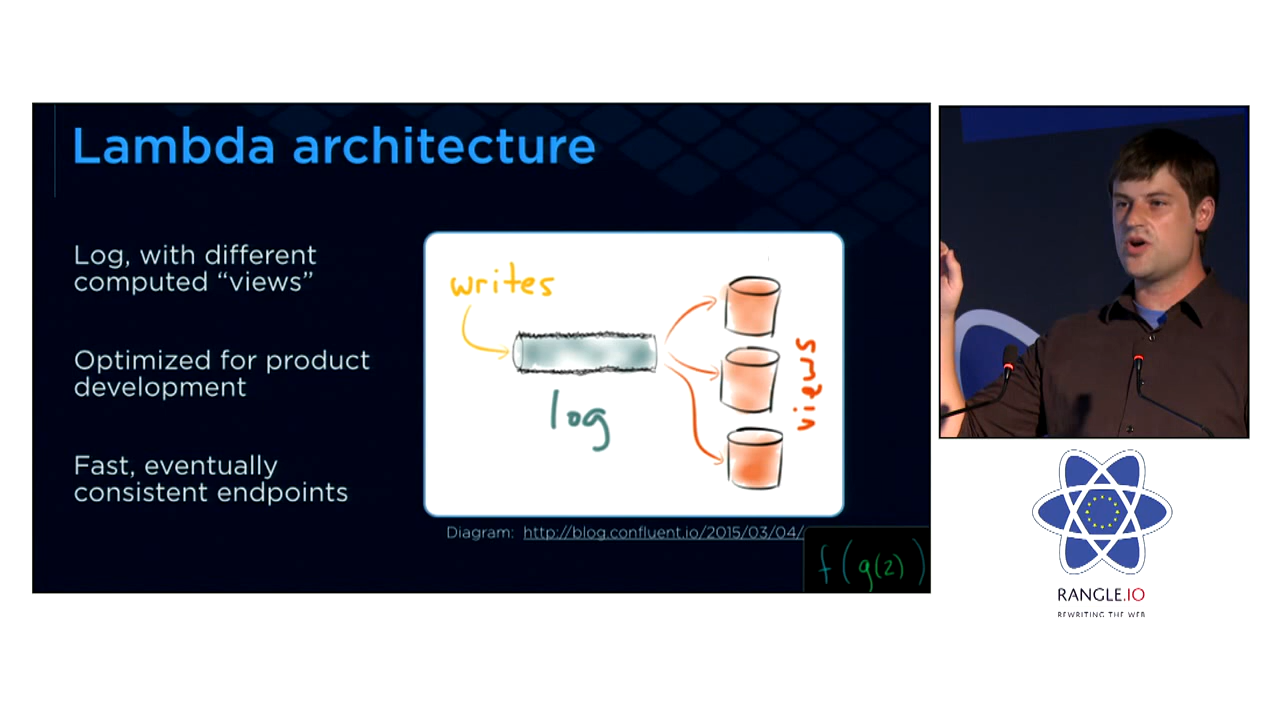 Lambda architecture
Log, with different
computed “views”
Optimized for product
development
Fast, eventually
consistent endpoints
writes
log
views
Diagram: http://blog.confluent.io/2015/03/04/
f(g(2))
RANGLE.IO
REWRITING THE WEB